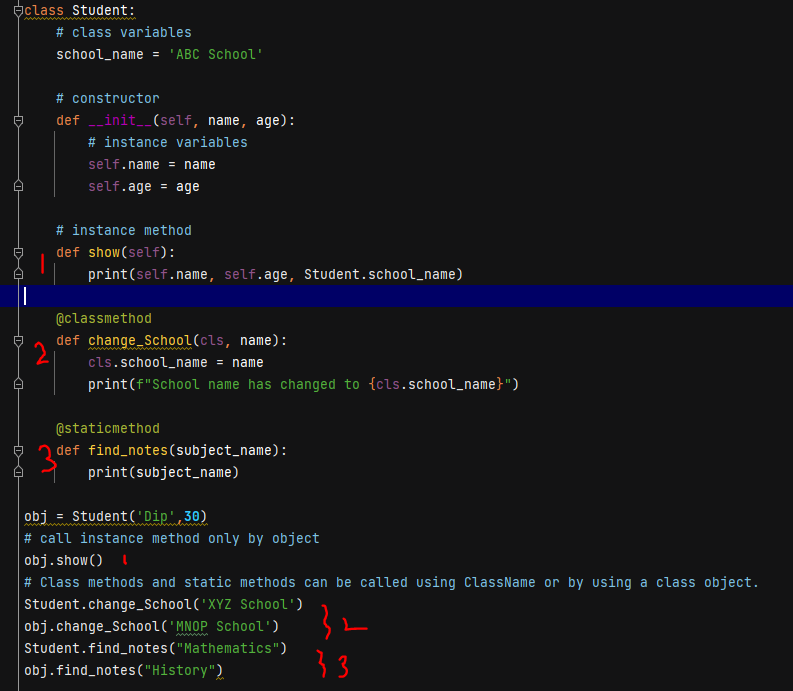 class Student:
    # class variables
    school_name = 'ABC School'

    # constructor
    def __init__(self, name, age):
        # instance variables
        self.name = name
        self.age = age

    # instance method
    def show(self):
1
        print(self.name, self.age, Student.school_name)

    @classmethod
    def change_School(cls, name):
2
        cls.school_name = name
        print(f"School name has changed to {cls.school_name}")

    @staticmethod
3   def find_notes(subject_name):
        print(subject_name)

obj = Student('Dip',30)
# call instance method only by object
obj.show() 1
# Class methods and static methods can be called using ClassName or by using a class object.
Student.change_School('XYZ School')
obj.change_School('MNOP School') } 2
Student.find_notes("Mathematics")
obj.find_notes("History") } 3